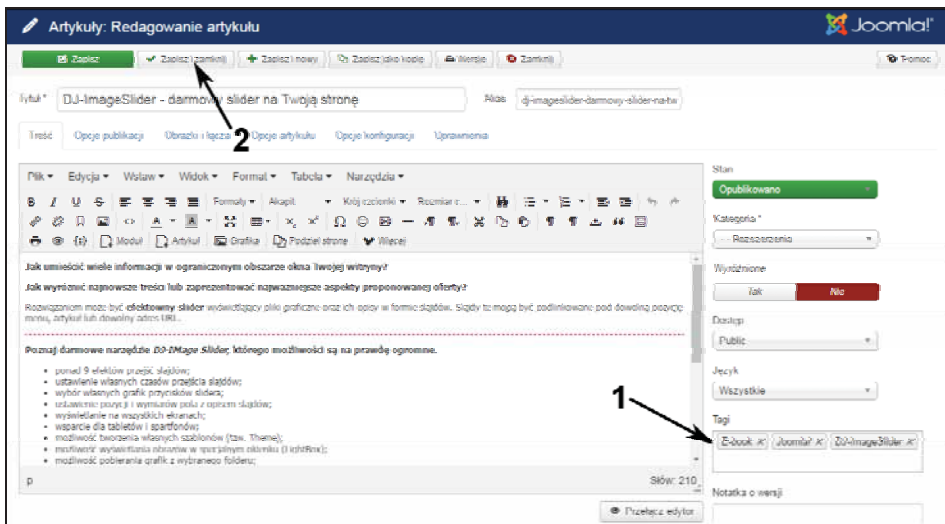 Artykuły: Redagowanie artykułu
Joomla!
Zapisz Zapisz i zamknij Zapisz i nowy Zapisz jako kopię Wersje Zamknij Pomoc
Tytuł * DJ-ImageSlider - darmowy slider na Twoją stronę Alias dj-imageslider-darmowy-slider-na-tw
2
Treść Opcje publikacji Obrazki i łącza Opcje artykułu Opcje konfiguracji Uprawnienia
Plik Edycja Wstaw Widok Format Tabela Narzędzia
B I U S Formaty Akapit Krój czcionki Rozmiar c...
Moduł Artykuł Grafika Podziel stronę Więcej
Jak umieścić wiele informacji w ograniczonym obszarze okna Twojej witryny?
Jak wyróżnić najnowsze treści lub zaprezentować najważniejsze aspekty proponowanej oferty?
Rozwiązaniem może być efektowny slider wyświetlający pliki graficzne oraz ich opisy w formie slajdów. Slajdy te mogą być podlinkowane pod dowolną pozycję
menu, artykuł lub dowolny adres URL.
Poznaj darmowe narzędzie DJ-IMage Slider, którego możliwości są na prawdę ogromne.
ponad 9 efektów przejść slajdów;
ustawienie własnych czasów przejścia slajdów;
wybór własnych grafik przycisków slidera;
ustawienie pozycji i wymiarów pola z opisem slajdów;
wyświetlanie na wszystkich ekranach;
wsparcie dla tabletów i spartfonów;
możliwość tworzenia własnych szablonów (tzw. Theme);
możliwość wyświetlania obrazów w specjalnym okienku (LightBox);
możliwość pobierania grafik z wybranego folderu;
p Słów: 210
Przełącz edytor
Stan
Opublikowano
Kategoria *
- - Rozszerzenia
Wyróżnione
Tak Nie
Dostęp
Public
Język
Wszystkie
1
Tagi
E-book Joomla! DJ-ImageSlider
Notatka o wersji